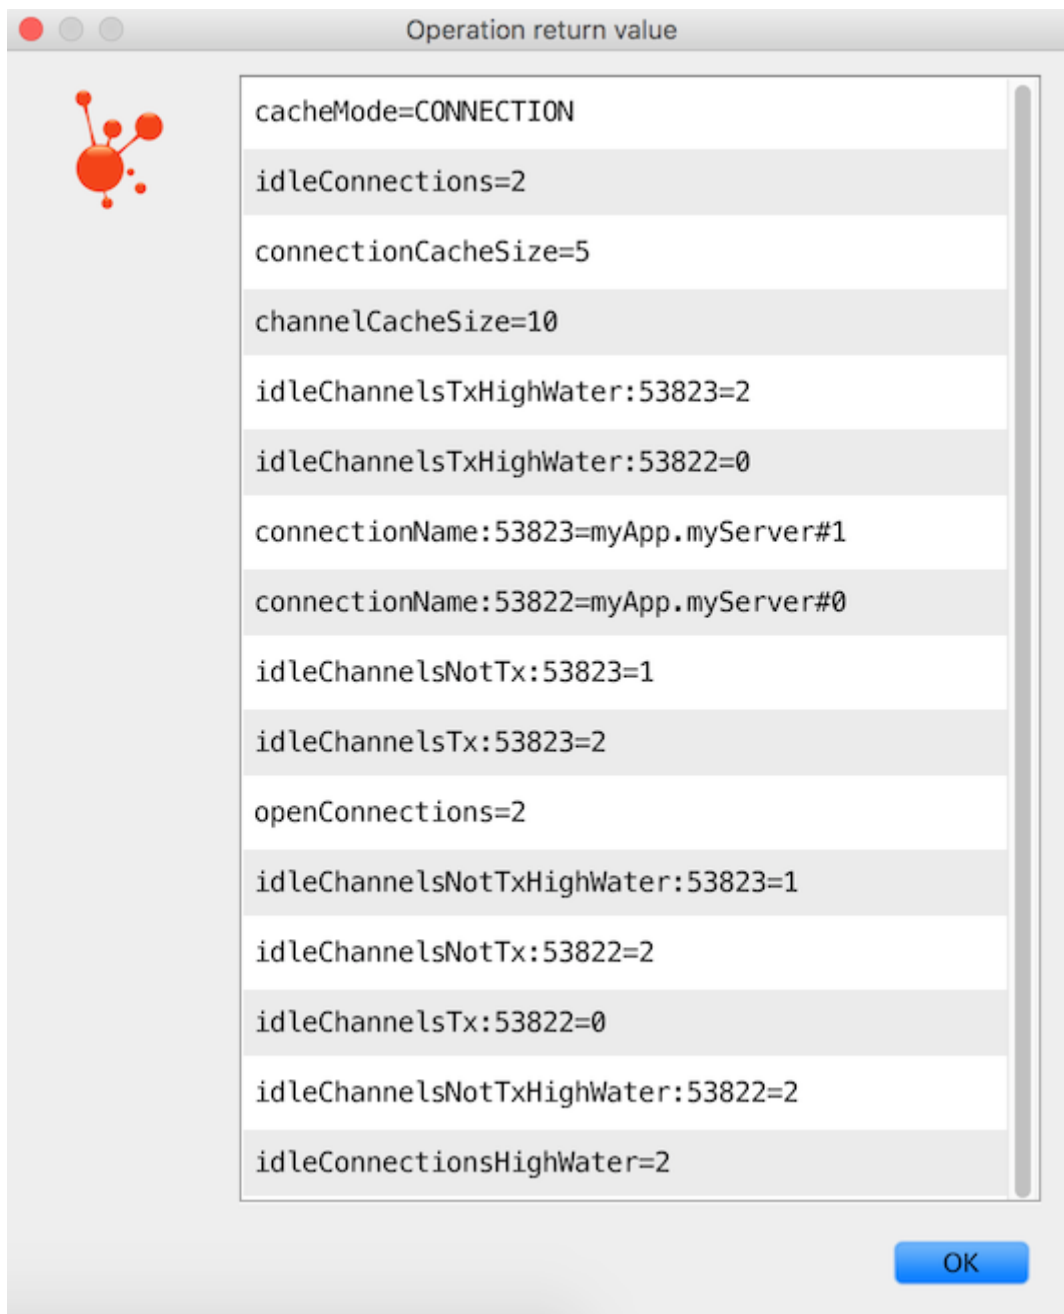 Operation return value
cacheMode=CONNECTION
idleConnections=2
connectionCacheSize=5
channelCacheSize=10
idleChannelsTxHighWater:53823=2
idleChannelsTxHighWater:53822=0
connectionName:53823=myApp.myServer#1
connectionName:53822=myApp.myServer#0
idleChannelsNotTx:53823=1
idleChannelsTx:53823=2
openConnections=2
idleChannelsNotTxHighWater:53823=1
idleChannelsNotTx:53822=2
idleChannelsTx:53822=0
idleChannelsNotTxHighWater:53822=2
idleConnectionsHighWater=2
OK